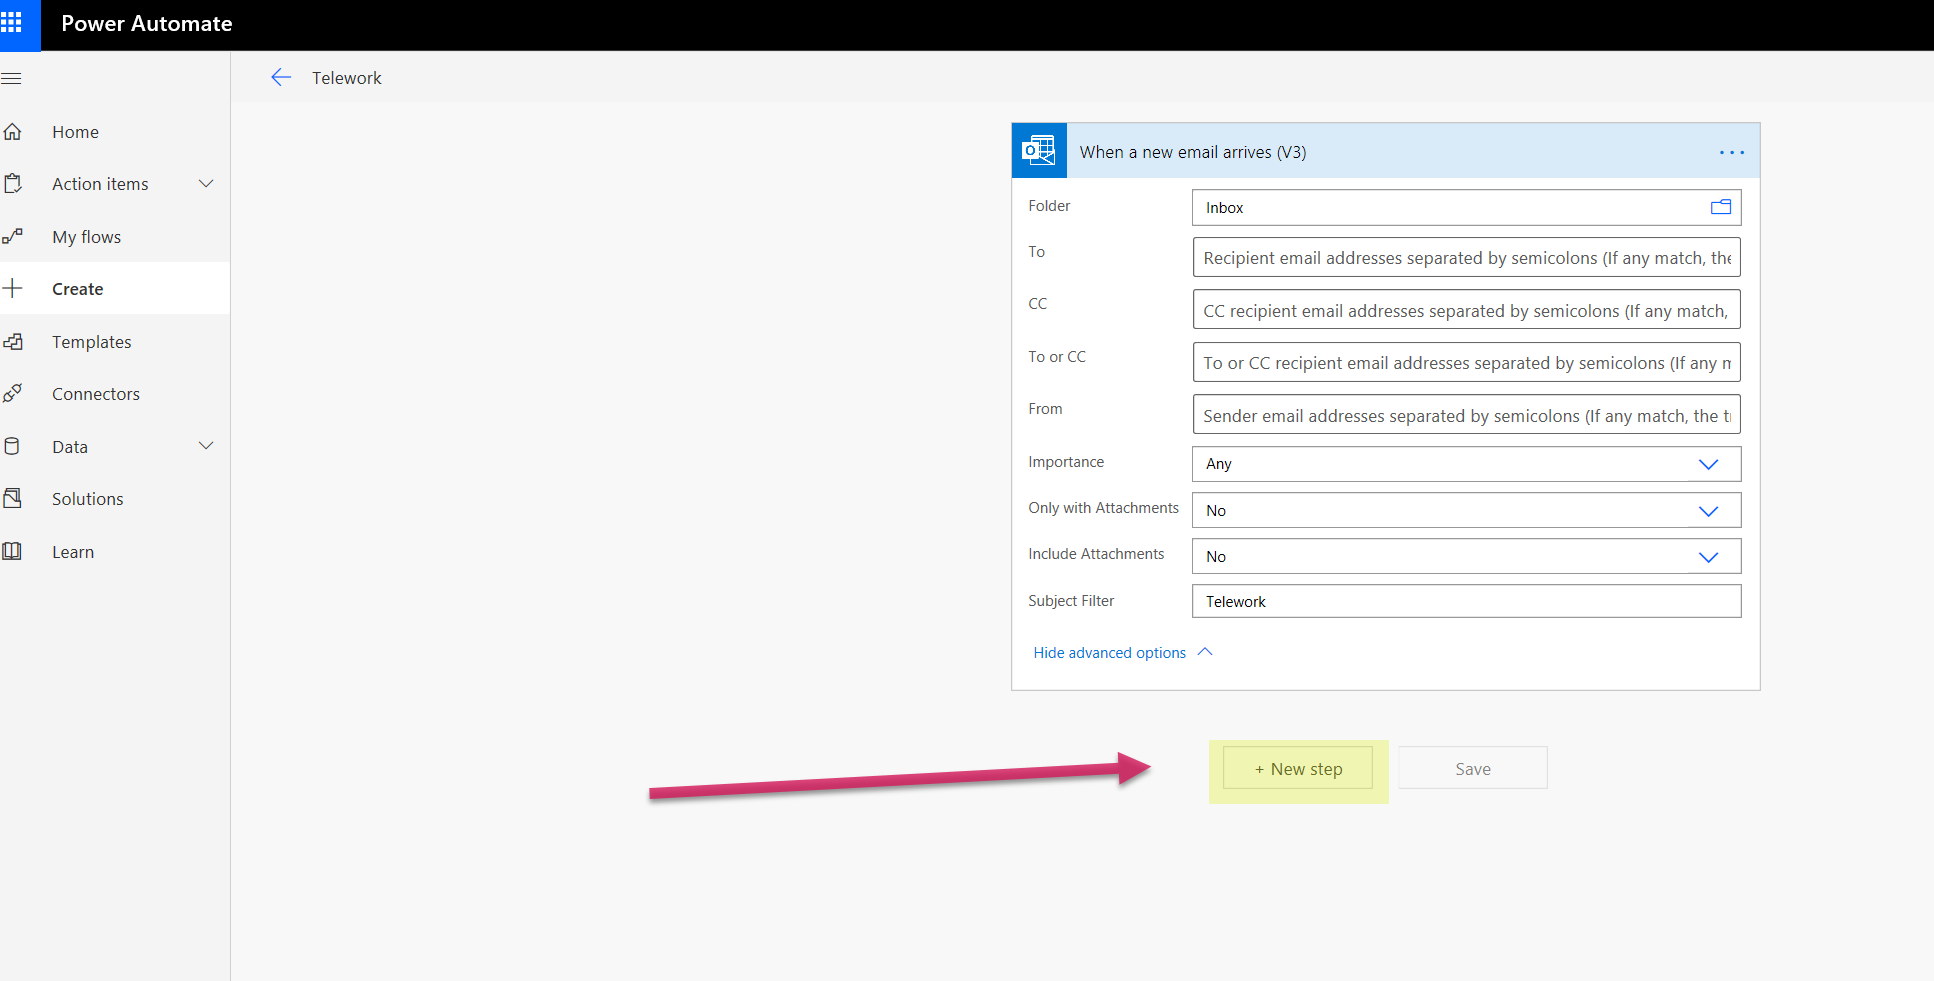 Power Automate
Telework
Home
Action items
My flows
Create
Templates
Connectors
Data
Solutions
Learn
When a new email arrives (V3)
Folder
Inbox
To
Recipient email addresses separated by semicolons (If any match, the
CC
CC recipient email addresses separated by semicolons (If any match,
To or CC
To or CC recipient email addresses separated by semicolons (If any m
From
Sender email addresses separated by semicolons (If any match, the t
Importance
Any
Only with Attachments
No
Include Attachments
No
Subject Filter
Telework
Hide advanced options
+ New step
Save